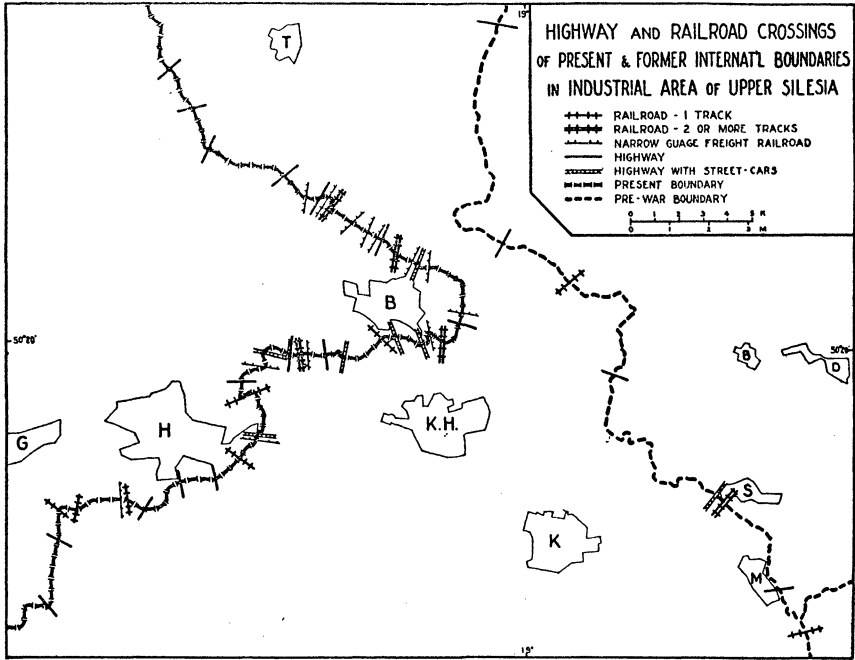 HIGHWAY AND RAILROAD CROSSINGS
OF PRESENT & FORMER INTERNAT'L BOUNDARIES
IN INDUSTRIAL AREA OF UPPER SILESIA
RAILROAD - 1 TRACK
RAILROAD - 2 OR MORE TRACKS
NARROW GUAGE FREIGHT RAILROAD
HIGHWAY
HIGHWAY WITH STREET-CARS
PRESENT BOUNDARY
PRE-WAR BOUNDARY
0 1 2 3 4 5 K
0 1 2 3 M
19°
T
B
50°20'
50°20'
B
D
G
H
K.H.
S
K
M
19°